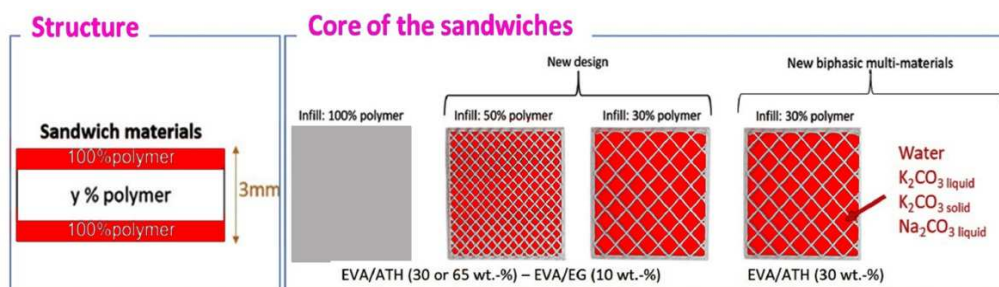 Structure
Core of the sandwiches
New design
New biphasic multi-materials
Infill: 100% polymer
Infill: 50% polymer
Infill: 30% polymer
Infill: 30% polymer
Sandwich materials
100%polymer
y % polymer
100%polymer
3mm
Water
K₂CO₃ liquid
K₂CO₃ solid
Na₂CO₃ liquid
EVA/ATH (30 or 65 wt.-%) – EVA/EG (10 wt.-%)
EVA/ATH (30 wt.-%)